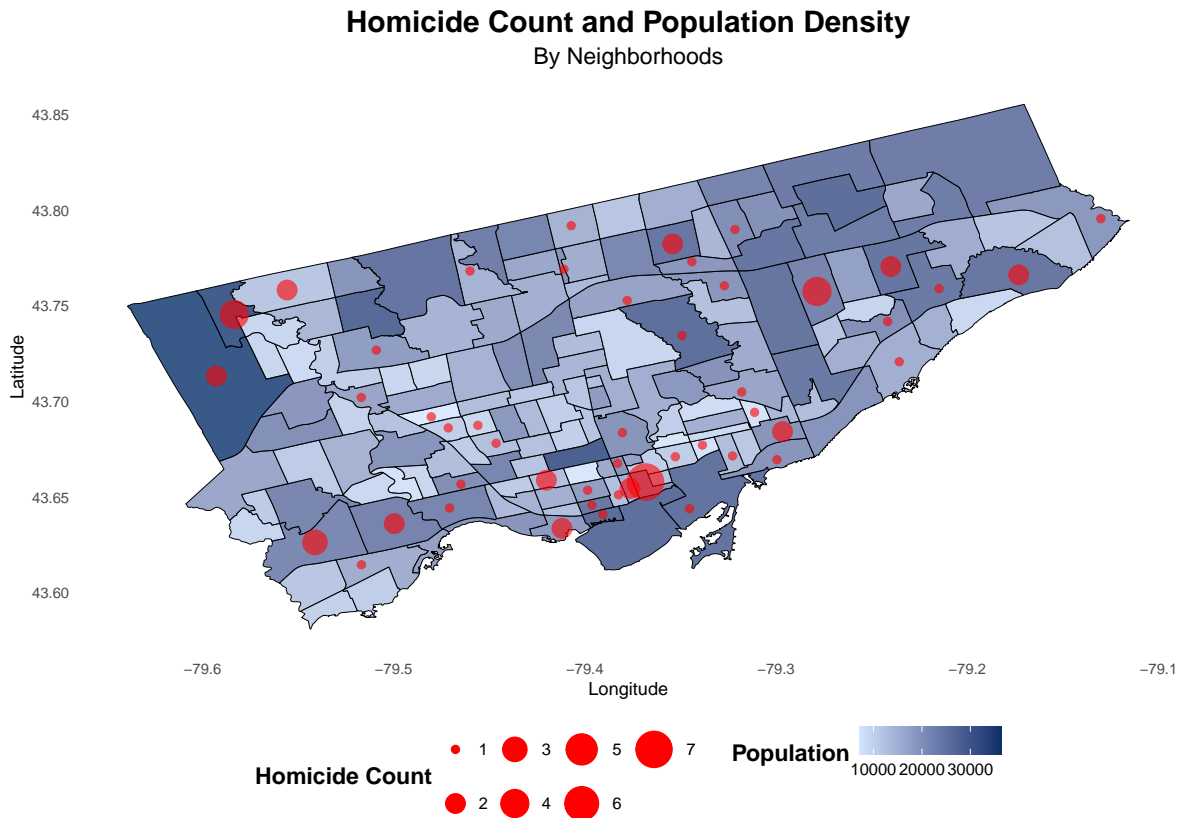 Homicide Count and Population Density
By Neighborhoods
43.85
43.80
43.75
43.70
43.65
43.60
Latitude
−79.6 −79.5 −79.4 −79.3 −79.2 −79.1
Longitude
Homicide Count
1 3 5 7
2 4 6
Population
10000 20000 30000